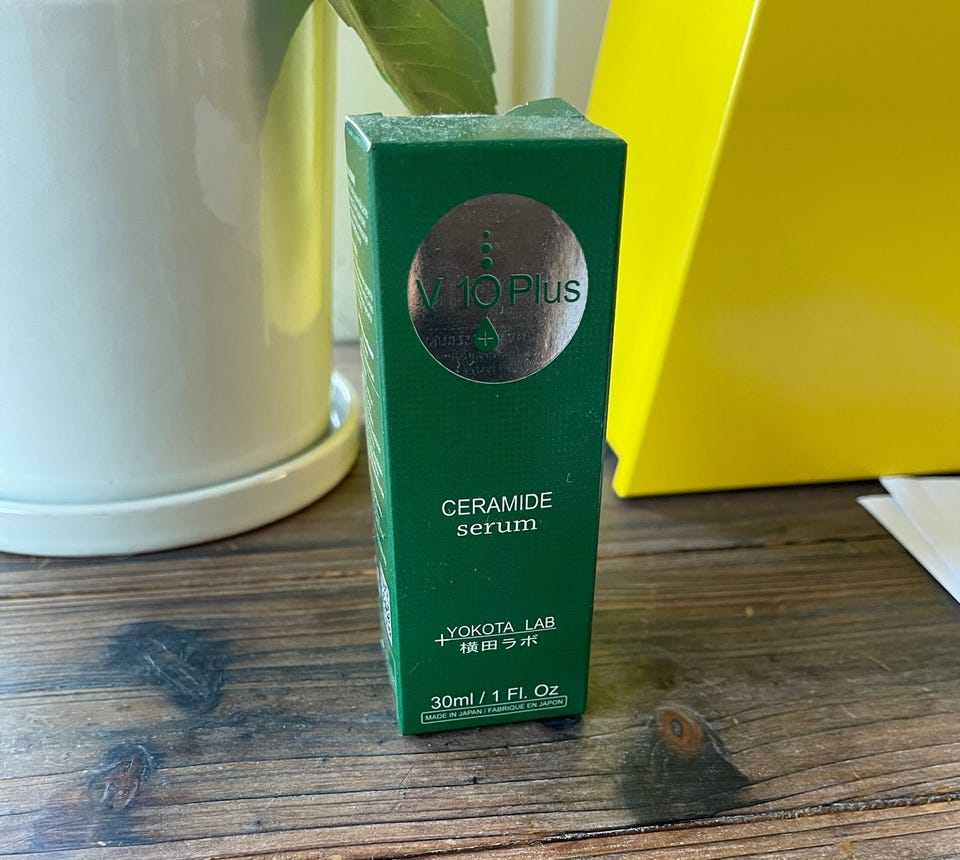 V 10 Plus
CERAMIDE
serum
YOKOTA LAB
横田ラボ
30ml / 1 Fl. Oz
MADE IN JAPAN / FABRIQUE EN JAPON